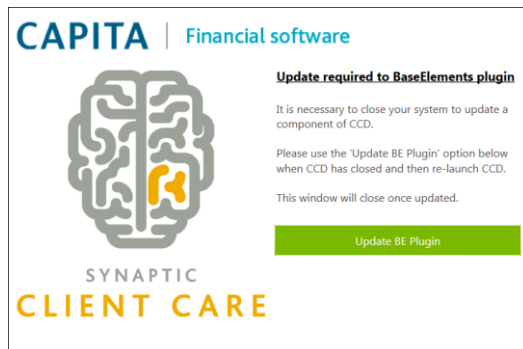 CAPITA | Financial software
Update required to BaseElements plugin
It is necessary to close your system to update a
component of CCD.
Please use the 'Update BE Plugin' option below
when CCD has closed and then re-launch CCD.
This window will close once updated.
Update BE Plugin
SYNAPTIC
CLIENT CARE